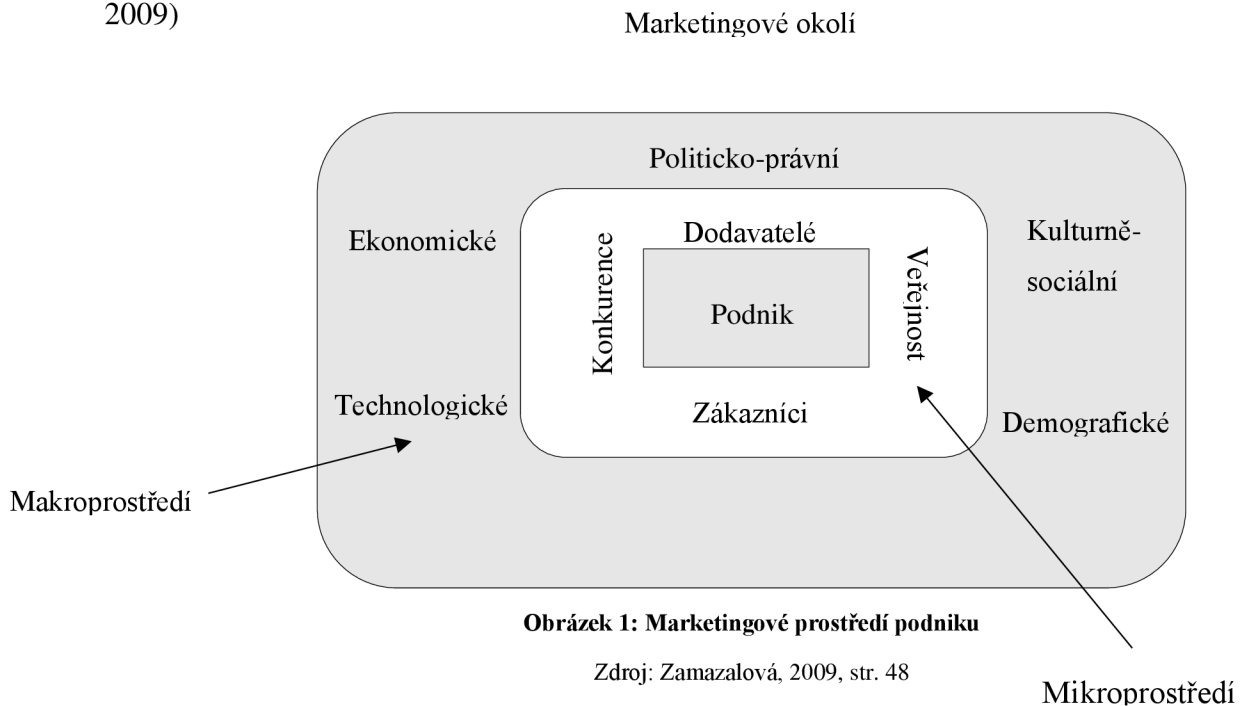 2009)
Marketingové okolí
Politicko-právní
Ekonomické
Kulturně-
sociální
Dodavatelé
Konkurence
Podnik
Veřejnost
Zákazníci
Technologické
Demografické
Makroprostředí
Obrázek 1: Marketingové prostředí podniku
Zdroj: Zamazalová, 2009, str. 48
Mikroprostředí